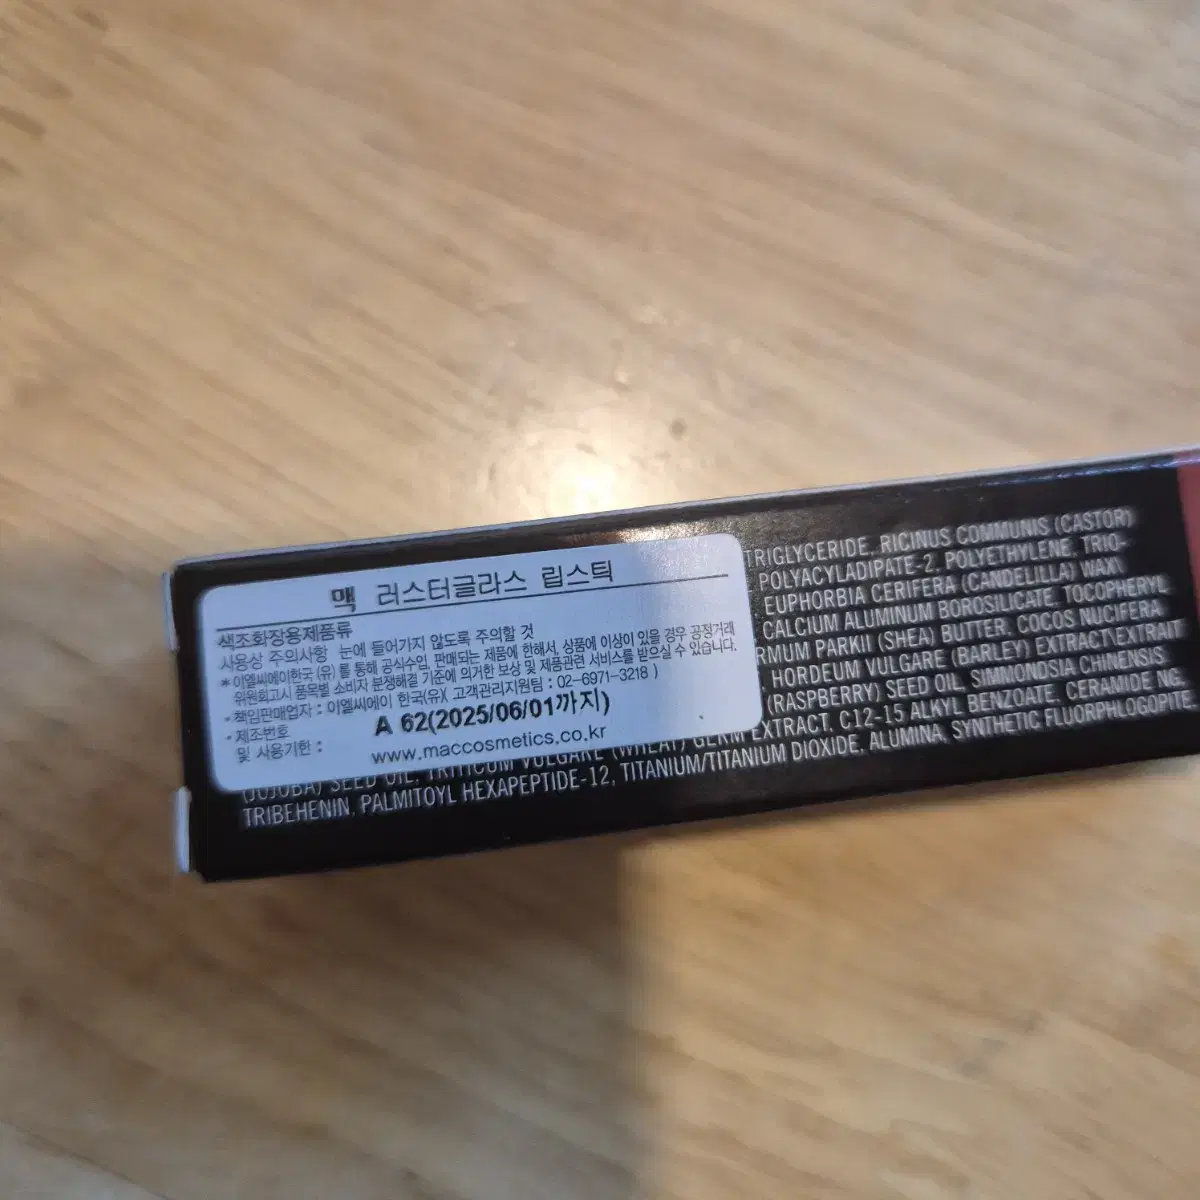 맥 러스터글라스 립스틱
색조화장용제품류
사용상 주의사항 눈에 들어가지 않도록 주의할 것
* 이엘씨에이한국 (유) 를 통해 공식수입, 판매되는 제품에 한해서, 상품에 이상이 있을 경우 공정거래
위원회고시 품목별 소비자 분쟁해결 기준에 의거한 보상 및 제품관련 서비스를 받으실 수 있습니다.
- 책임판매업자 : 이엘씨에이 한국(유)( 고객관리지원팀 : 02-6971-3218 )
- 제조번호
및 사용기한 : A 62(2025/06/01까지)
www.maccosmetics.co.kr
TRIGLYCERIDE, RICINUS COMMUNIS (CASTOR)
POLYACYLADIPATE-2, POLYETHYLENE, TRIO-
EUPHORBIA CERIFERA (CANDELILLA) WAX\
CALCIUM ALUMINUM BOROSILICATE, TOCOPHERYL
RMUM PARKII (SHEA) BUTTER, COCOS NUCIFERA
HORDEUM VULGARE (BARLEY) EXTRACT\EXTRAIT
(RASPBERRY) SEED OIL, SIMMONDSIA CHINENSIS
(JOJOBA) SEED OIL, TRITICUM VULGARE (WHEAT) GERM EXTRACT, C12-15 ALKYL BENZOATE, CERAMIDE NG,
TRIBEHENIN, PALMITOYL HEXAPEPTIDE-12, TITANIUM/TITANIUM DIOXIDE, ALUMINA, SYNTHETIC FLUORPHLOGOPITE,